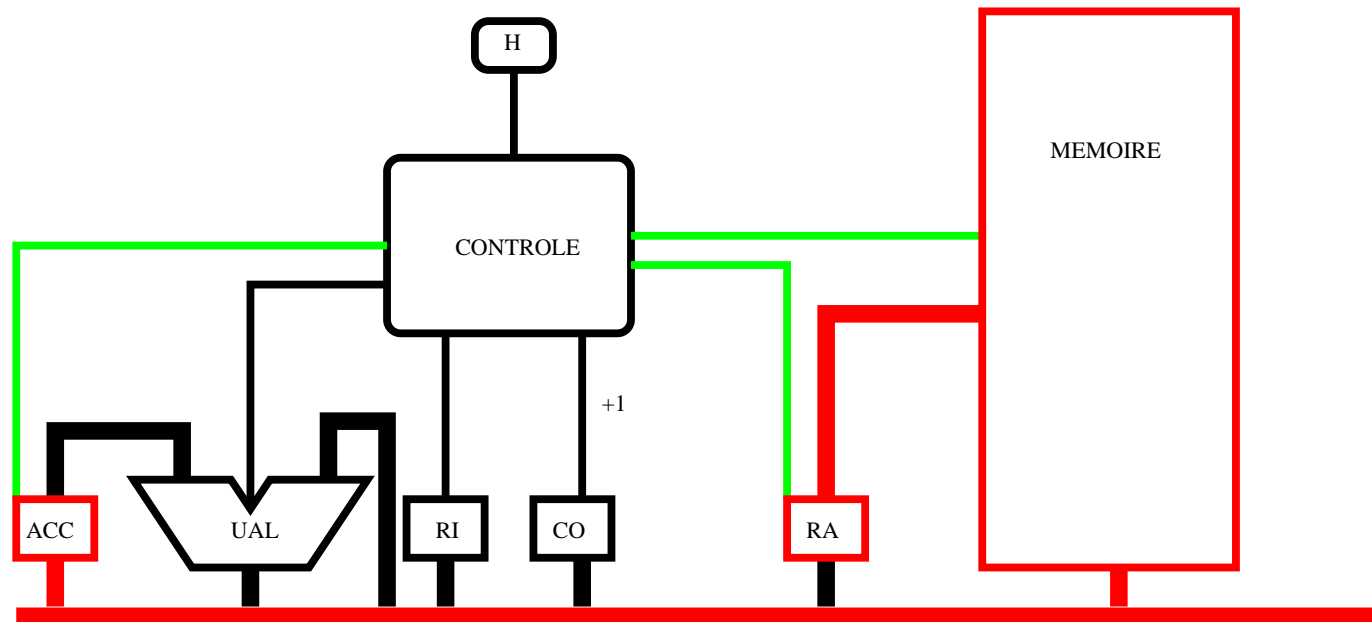 H
MEMOIRE
CONTROLE
+1
ACC
UAL
RI
CO
RA